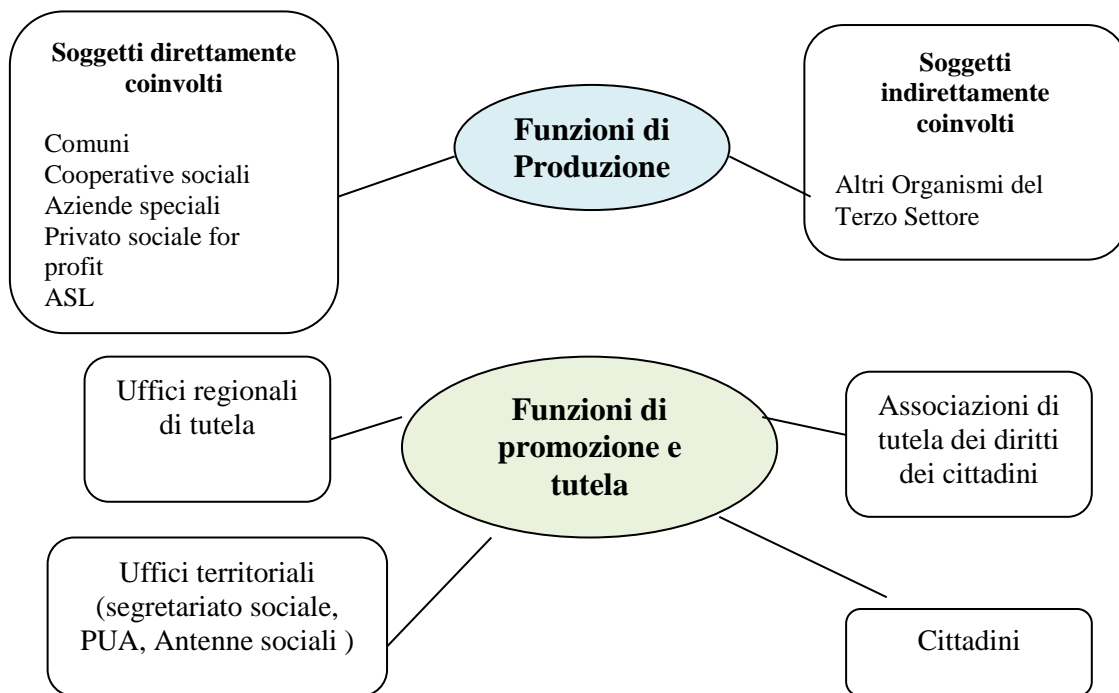 Soggetti direttamente
coinvolti
Comuni
Cooperative sociali
Aziende speciali
Privato sociale for
profit
ASL
Funzioni di
Produzione
Soggetti
indirettamente
coinvolti
Altri Organismi del
Terzo Settore
Uffici regionali
di tutela
Funzioni di
promozione e
tutela
Associazioni di
tutela dei diritti
dei cittadini
Uffici territoriali
(segretariato sociale,
PUA, Antenne sociali )
Cittadini